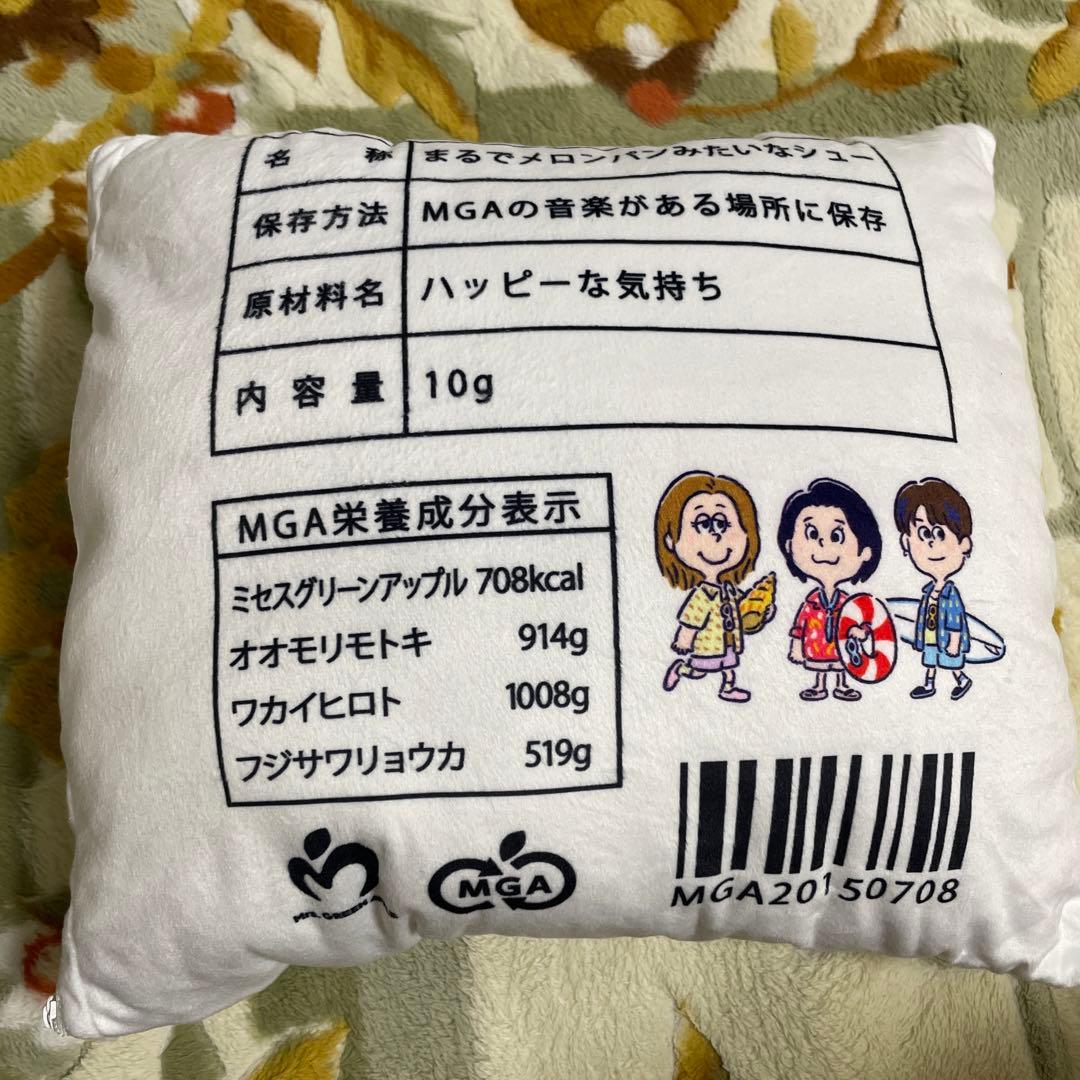 名称 まるでメロンパンみたいなシュー
保存方法 MGAの音楽がある場所に保存
原材料名 ハッピーな気持ち
内容量 10g
MGA栄養成分表示
ミセスグリーンアップル 708kcal
オオモリモトキ 914g
ワカイヒロト 1008g
フジサワリョウカ 519g
MRS. GREEN
MGA
MGA20150708